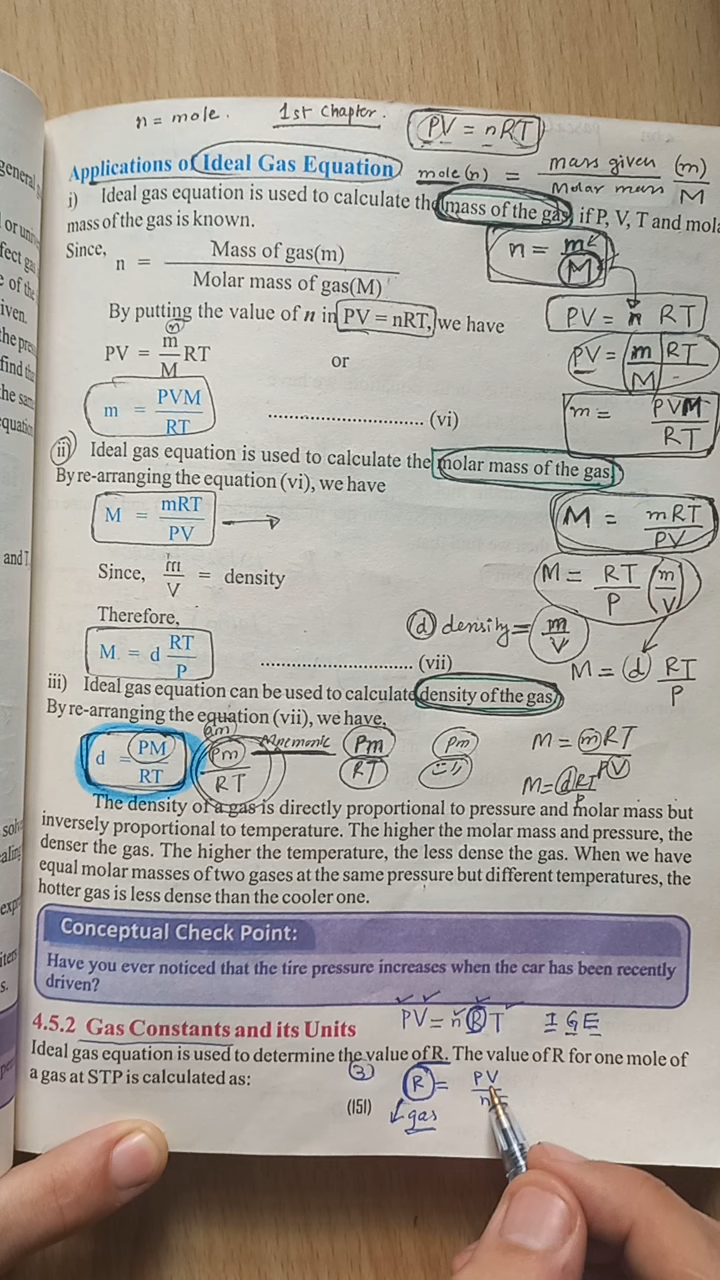 n = mole. 1st Chapter. PV = nRT
general
Applications of Ideal Gas Equation mole(n) = mass given (m) / Molar mass M
i) Ideal gas equation is used to calculate the mass of the gas, if P, V, T and mola
mass of the gas is known.
Since, n = Mass of gas(m) / Molar mass of gas(M)
n = m / M
By putting the value of n in PV = nRT, we have
PV = n RT
(n)
PV = m/M RT or
PV = m/M RT
m = PVM / RT .............................. (vi)
m = PVM / RT
ii) Ideal gas equation is used to calculate the molar mass of the gas.
By re-arranging the equation (vi), we have
M = mRT / PV →
M = mRT / PV
and T
Since, m/V = density
M = RT/P (m/V)
Therefore,
(d) density = m/V
M = d RT/P .............................. (vii)
M = (d) RT/P
iii) Ideal gas equation can be used to calculate density of the gas.
By re-arranging the equation (vii), we have,
d = PM / RT Pm / RT Mnemonic Pm / RT Pm
M = mRT / PV
M = dRT / P
The density of a gas is directly proportional to pressure and molar mass but
inversely proportional to temperature. The higher the molar mass and pressure, the
denser the gas. The higher the temperature, the less dense the gas. When we have
equal molar masses of two gases at the same pressure but different temperatures, the
hotter gas is less dense than the cooler one.
Conceptual Check Point:
Have you ever noticed that the tire pressure increases when the car has been recently
driven?
PV = nRT IGE
4.5.2 Gas Constants and its Units
Ideal gas equation is used to determine the value of R. The value of R for one mole of
a gas at STP is calculated as:
(3) R = PV / n
(151) gas